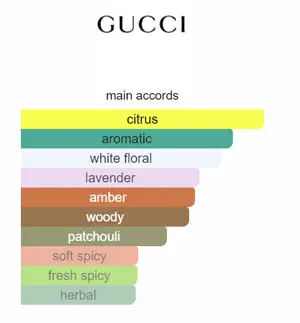 GUCCI
main accords
citrus
aromatic
white floral
lavender
amber
woody
patchouli
soft spicy
fresh spicy
herbal